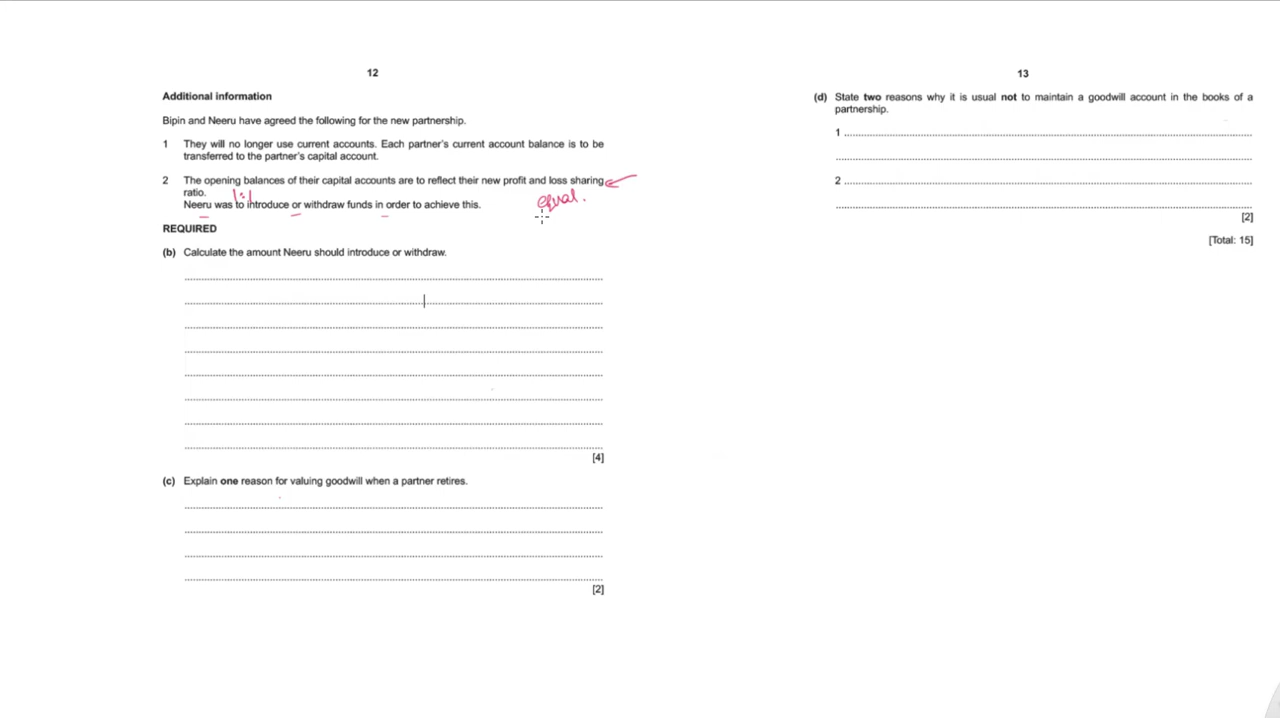 12
Additional information
Bipin and Neeru have agreed the following for the new partnership.
1 They will no longer use current accounts. Each partner's current account balance is to be
transferred to the partner's capital account.
2 The opening balances of their capital accounts are to reflect their new profit and loss sharing
ratio.
1:1
Neeru was to introduce or withdraw funds in order to achieve this.
equal.
REQUIRED
(b) Calculate the amount Neeru should introduce or withdraw.
[4]
(c) Explain one reason for valuing goodwill when a partner retires.
[2]
13
(d) State two reasons why it is usual not to maintain a goodwill account in the books of a
partnership.
1
2
[2]
[Total: 15]